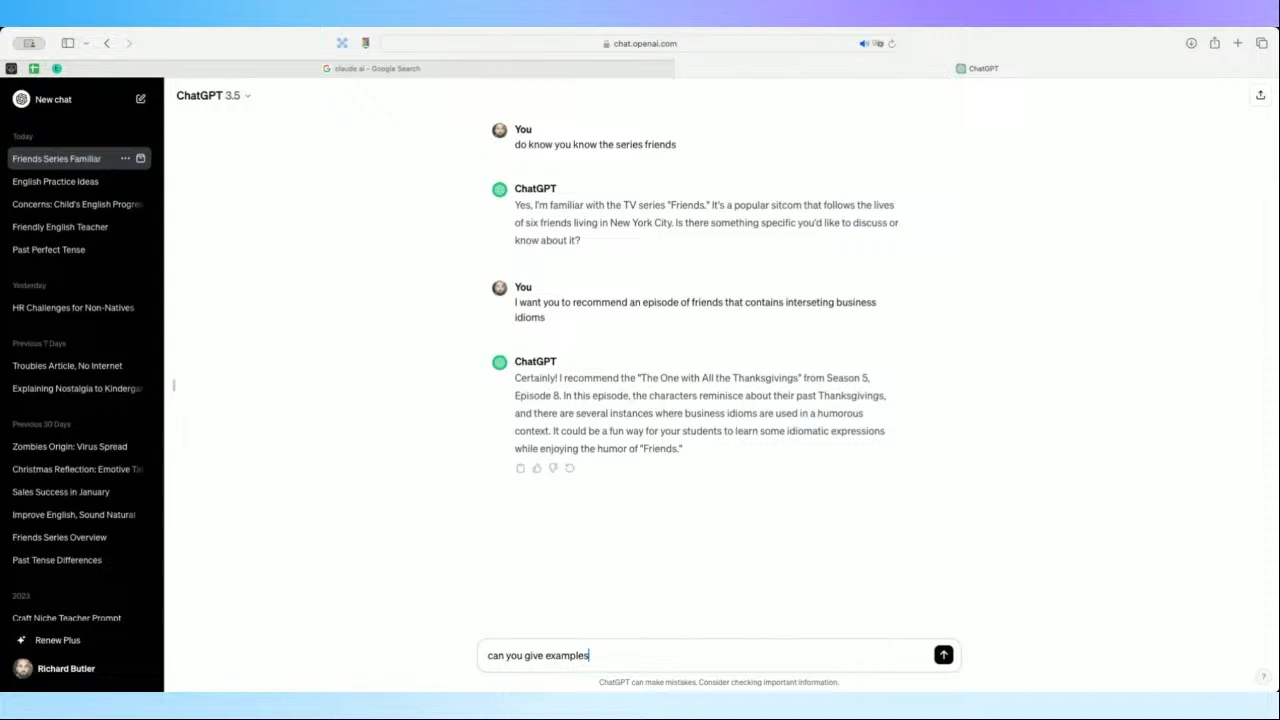 chat.openai.com
claude ai - Google Search
ChatGPT
New chat
ChatGPT 3.5
Today
Friends Series Familiar
English Practice Ideas
Concerns: Child's English Progres
Friendly English Teacher
Past Perfect Tense
Yesterday
HR Challenges for Non-Natives
Previous 7 Days
Troubles Article, No Internet
Explaining Nostalgia to Kindergar
Previous 30 Days
Zombies Origin: Virus Spread
Christmas Reflection: Emotive
Sales Success in January
Improve English, Sound Natural
Friends Series Overview
Past Tense Differences
2023
Craft Niche Teacher Prompt
Renew Plus
Richard Butler
You
do know you know the series friends
ChatGPT
Yes, I'm familiar with the TV series "Friends." It's a popular sitcom that follows the lives
of six friends living in New York City. Is there something specific you'd like to discuss or
know about it?
You
I want you to recommend an episode of friends that contains interseting business
idioms
ChatGPT
Certainly! I recommend the "The One with All the Thanksgivings" from Season 5,
Episode 8. In this episode, the characters reminisce about their past Thanksgivings,
and there are several instances where business idioms are used in a humorous
context. It could be a fun way for your students to learn some idiomatic expressions
while enjoying the humor of "Friends."
can you give examples
ChatGPT can make mistakes. Consider checking important information.